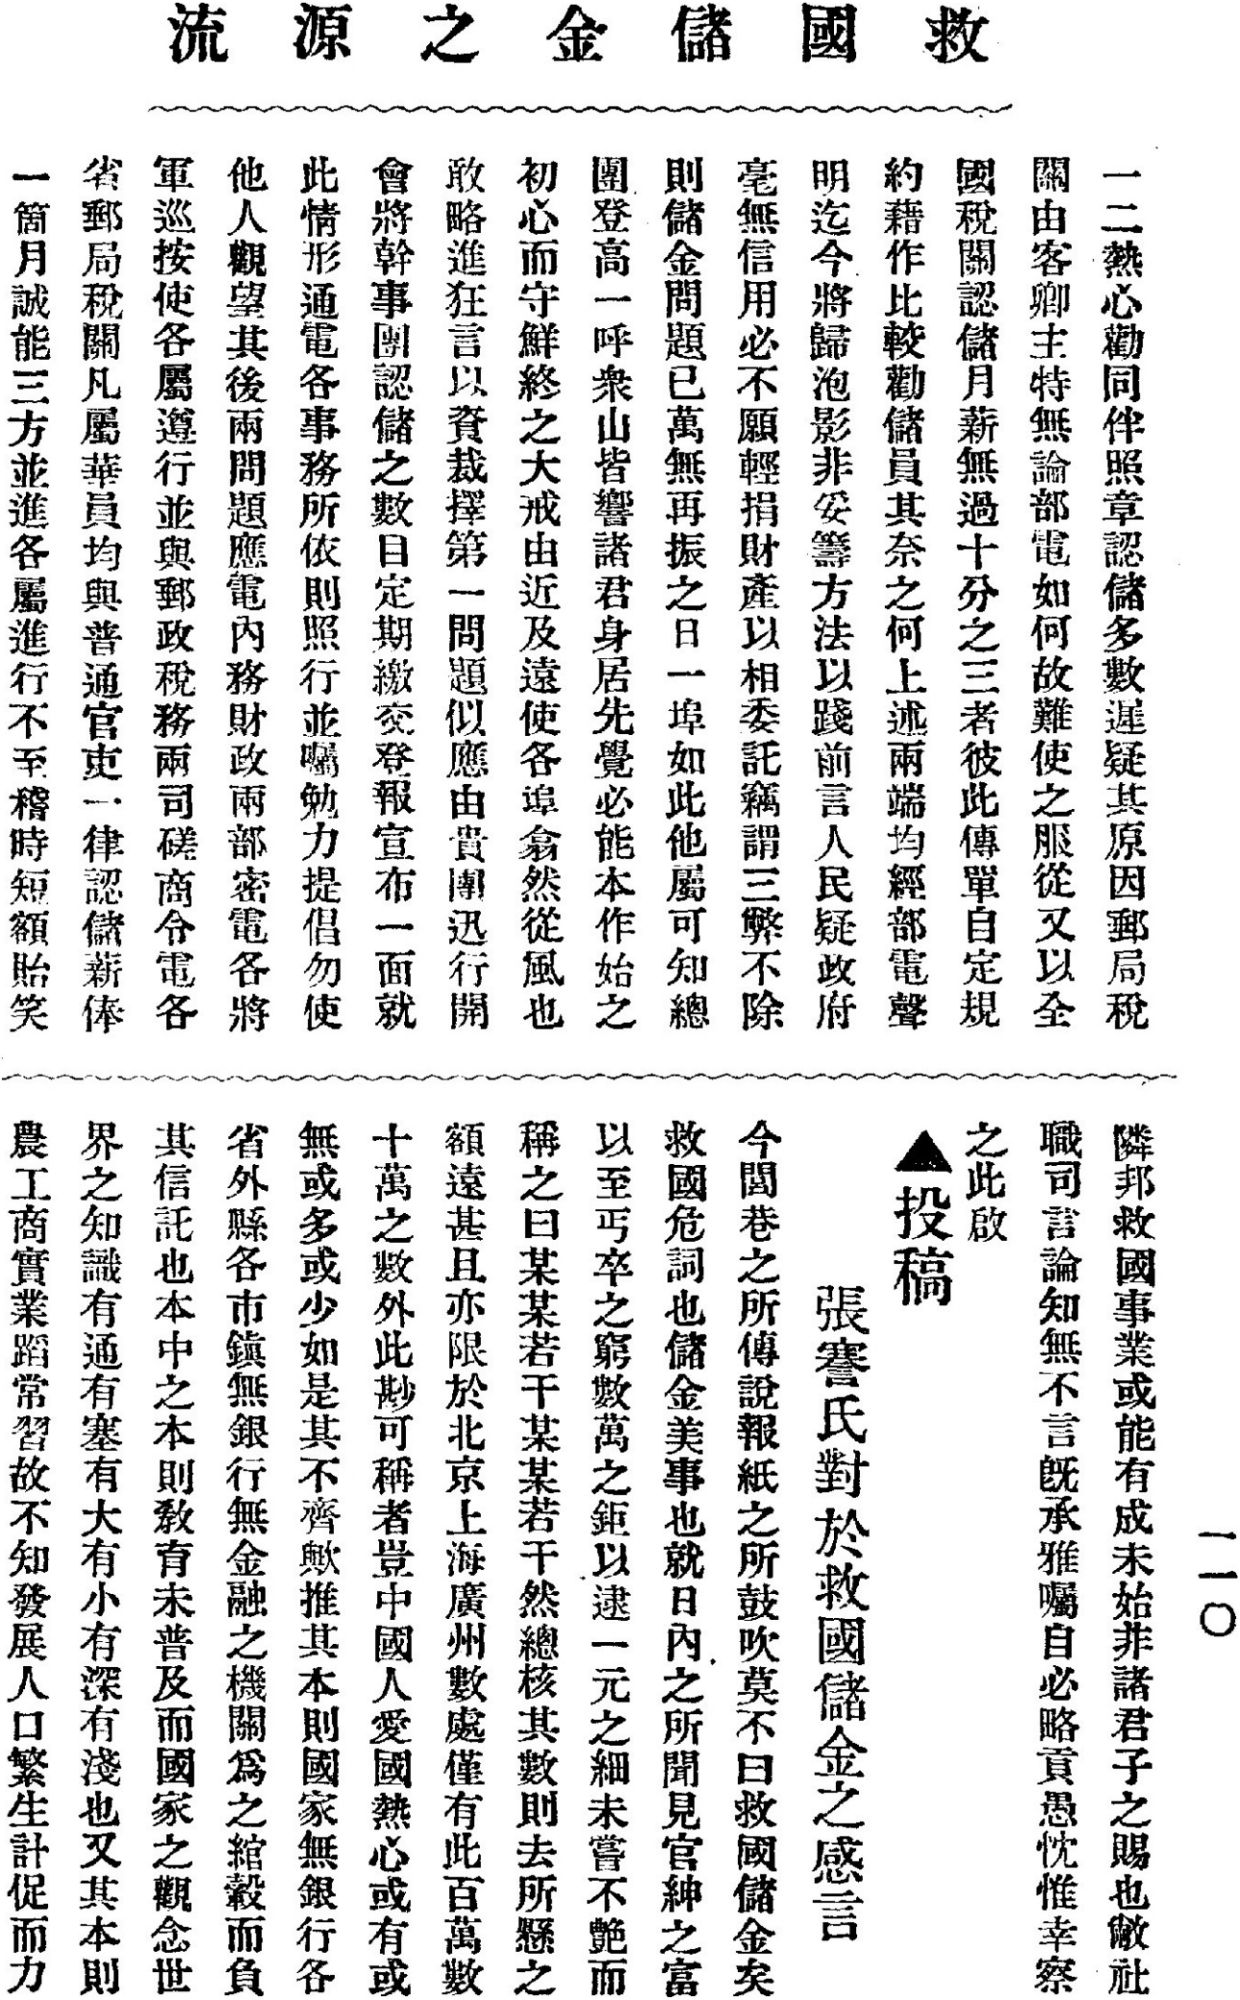 救國儲金之源流
一二熱心勸同伴照章認儲多數遲疑其原因郵局稅
關由客卿主特無論部電如何故難使之服從又以全
國稅關認儲月薪無過十分之三者彼此傳單自定規
約藉作比較勸儲員其奈之何上述兩端均經部電聲
明迄今將歸泡影非妥籌方法以踐前言人民疑政府
毫無信用必不願輕捐財產以相委託竊謂三弊不除
則儲金問題已萬無再振之日一埠如此他屬可知總
團登高一呼衆山皆響諸君身居先覺必能本作始之
初心而守鮮終之大戒由近及遠使各埠翕然從風也
敢略進狂言以資裁擇第一問題似應由貴團迅行開
會將幹事團認儲之數目定期繳交登報宣布一面就
此情形通電各事務所依則照行並囑勉力提倡勿使
他人觀望其後兩問題應電內務財政兩部密電各將
軍巡按使各屬遵行並與郵政稅務兩司磋商令電各
省郵局稅關凡屬華員均與普通官吏一律認儲薪俸
一箇月誠能三方並進各屬進行不至稽時短額貽笑
隣邦救國事業或能有成未始非諸君子之賜也敝社
職司言論知無不言旣承雅囑自必略貢愚忱惟幸察
之此啟
▲投稿
張謇氏對於救國儲金之感言
今閭巷之所傳說報紙之所鼓吹莫不曰救國儲金矣
救國危詞也儲金美事也就日內之所聞見官紳之富
以至丐卒之窮數萬之鉅以逮一元之細未嘗不艷而
稱之曰某某若干某某若干然總核其數則去所懸之
額遠甚且亦限於北京上海廣州數處僅有此百萬數
十萬之數外此尠可稱者豈中國人愛國熱心或有或
無或多或少如是其不齊歟推其本則國家無銀行各
省外縣各市鎮無銀行無金融之機關爲之綰轂而負
其信託也本中之本則敎育未普及而國家之觀念世
界之知識有通有塞有大有小有深有淺也又其本則
農工商實業蹈常習故不知發展人口繁生計促而力
一一〇